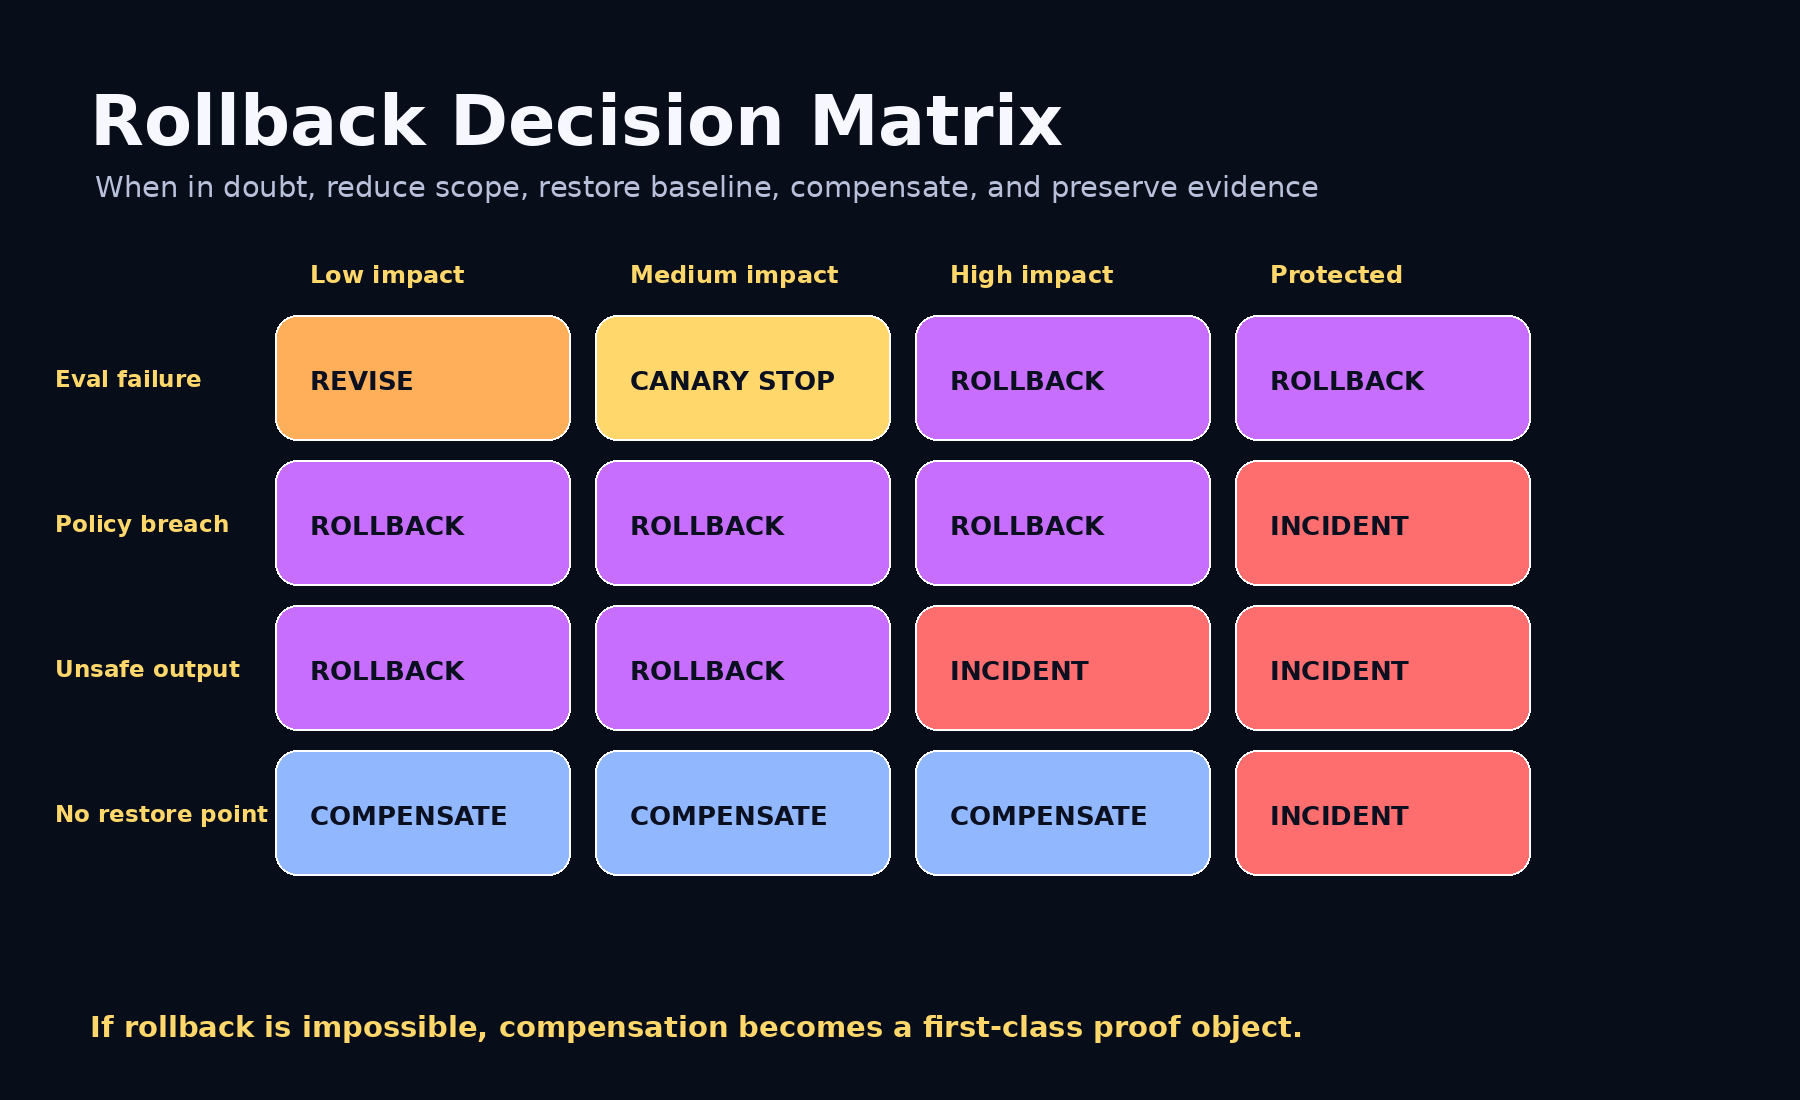 Rollback Decision Matrix
When in doubt, reduce scope, restore baseline, compensate, and preserve evidence
Low impact Medium impact High impact Protected
Eval failure REVISE CANARY STOP ROLLBACK ROLLBACK
Policy breach ROLLBACK ROLLBACK ROLLBACK INCIDENT
Unsafe output ROLLBACK ROLLBACK INCIDENT INCIDENT
No restore point COMPENSATE COMPENSATE COMPENSATE INCIDENT
If rollback is impossible, compensation becomes a first-class proof object.